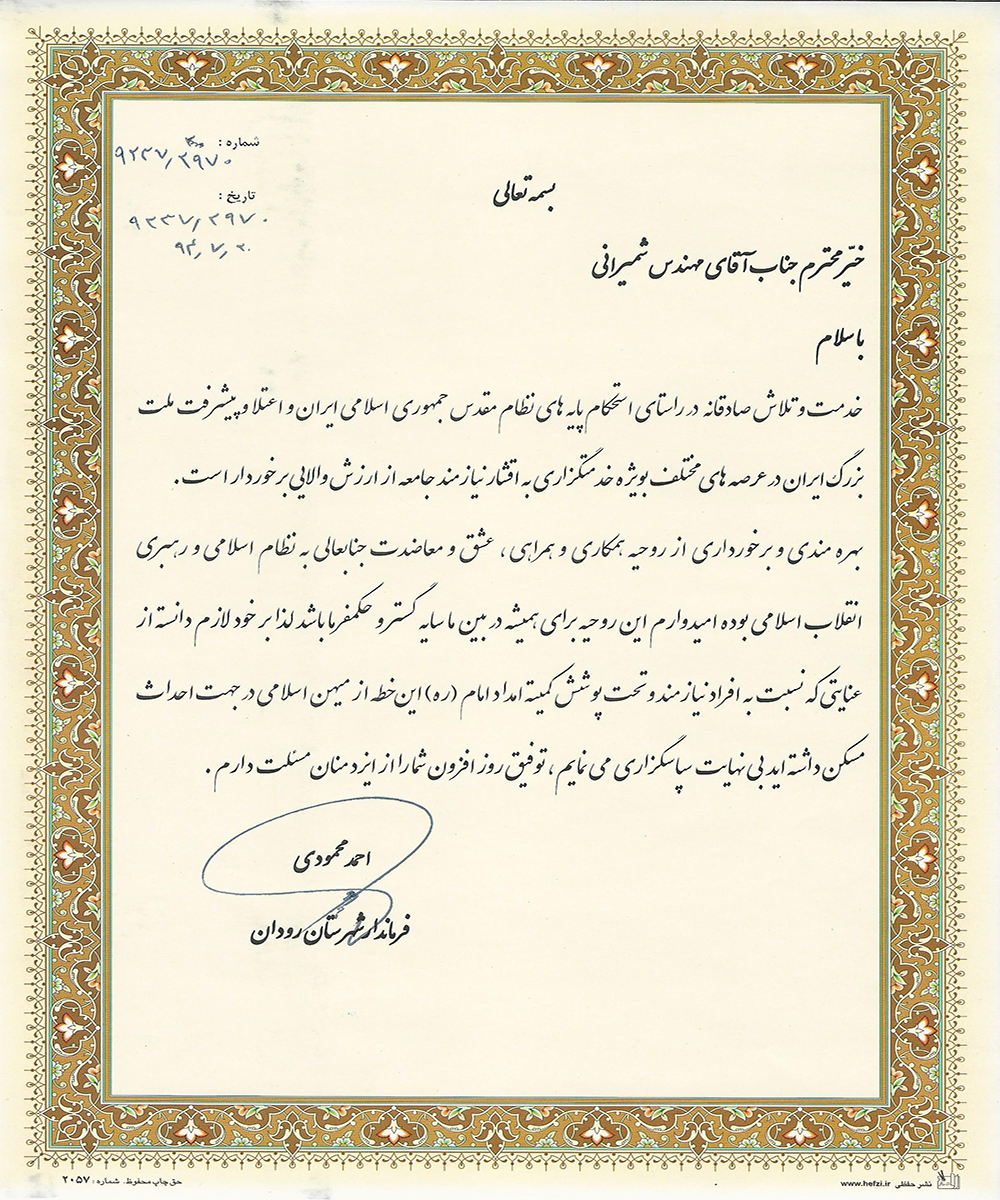 شماره :
۹۲۳۷/۲۹۷۰
تاریخ :
۹۲۳۷/۲۹۷۰
۹۴/۷/۲۰
بسمه تعالی
خیّر محترم جناب آقای مهندس شمیرانی
با سلام
خدمت و تلاش صادقانه در راستای استحکام پایه های نظام مقدس جمهوری اسلامی ایران و اعتلا و پیشرفت ملت
بزرگ ایران در عرصه های مختلف بویژه خدمتگزاری به اقشار نیازمند جامعه از ارزش والایی برخوردار است .
بهره مندی و برخورداری از روحیه همکاری و همراهی ، عشق و معاضدت جنابعالی به نظام اسلامی و رهبری
انقلاب اسلامی بوده امیدوارم این روحیه برای همیشه در بین ما سایه گستر و حکمفرما باشد لذا بر خود لازم دانسته از
عنایتی که نسبت به افراد نیازمند و تحت پوشش کمیته امداد امام (ره) این خطه از میهن اسلامی در جهت احداث
مسکن داشته اید بی نهایت سپاسگزاری می نمایم ، توفیق روز افزون شما را از ایزد منان مسئلت دارم .
احمد محمودی
فرماندار شهرستان رودان
نشر حفظی www.hefzi.ir
حق چاپ محفوظ. شماره : ۲۰۵۷